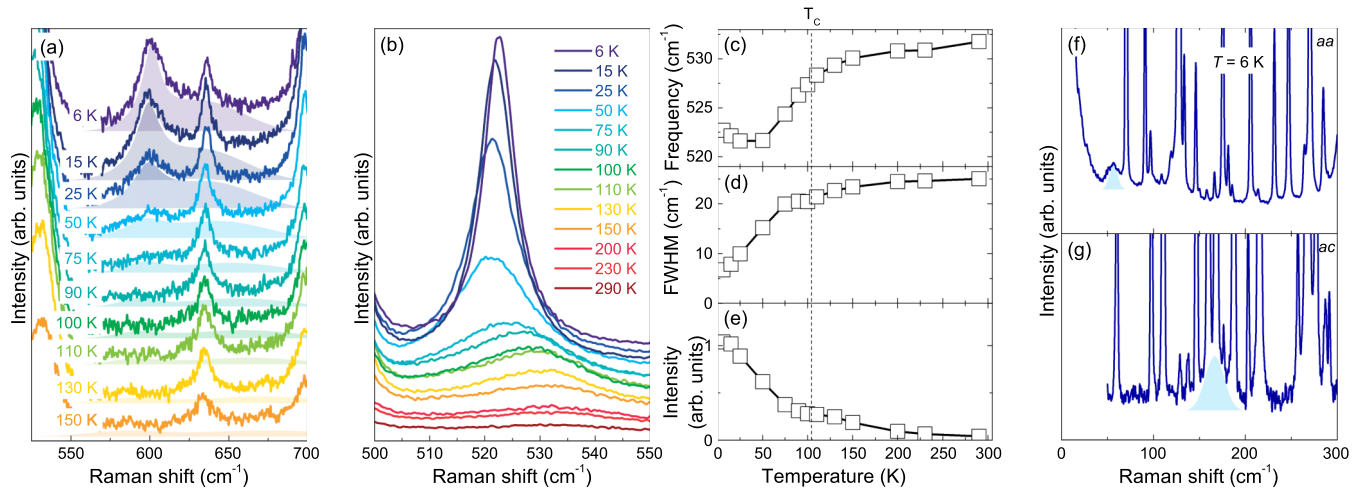 (a)
6 K
15 K
25 K
50 K
75 K
90 K
100 K
110 K
130 K
150 K
Intensity (arb. units)
550
600
650
700
Raman shift (cm⁻¹)
(b)
6 K
15 K
25 K
50 K
75 K
90 K
100 K
110 K
130 K
150 K
200 K
230 K
290 K
Intensity (arb. units)
500
510
520
530
540
550
Raman shift (cm⁻¹)
T_C
(c)
Frequency (cm⁻¹)
530
525
520
(d)
FWHM (cm⁻¹)
20
10
0
(e)
Intensity
(arb. units)
1
0
0
50
100
150
200
250
300
Temperature (K)
(f)
aa
T = 6 K
(g)
ac
Intensity (arb. units)
0
100
200
300
Raman shift (cm⁻¹)